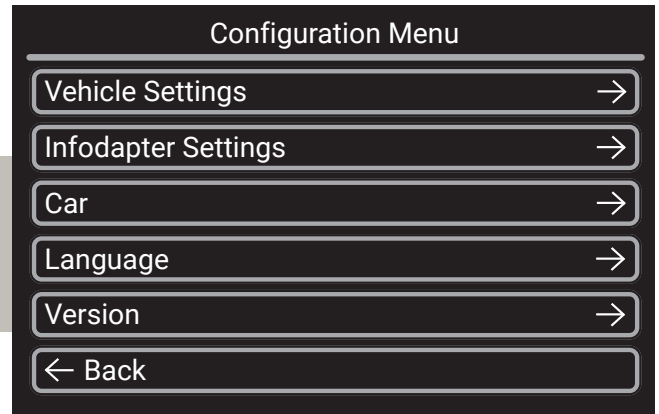 Configuration Menu
Vehicle Settings
Infodapter Settings
Car
Language
Version
Back